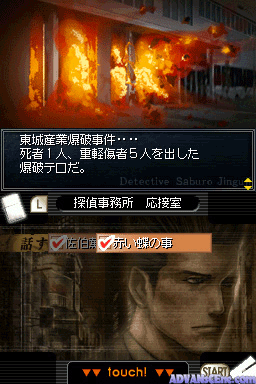 東城産業爆破事件‥‥
死者１人、重軽傷者５人を出した
爆破テロだ。
Detective Saburo Jingu
L
探偵事務所　応接室
話す
佐伯
赤い蝶の事
touch!
START
ADVANSCENE.com